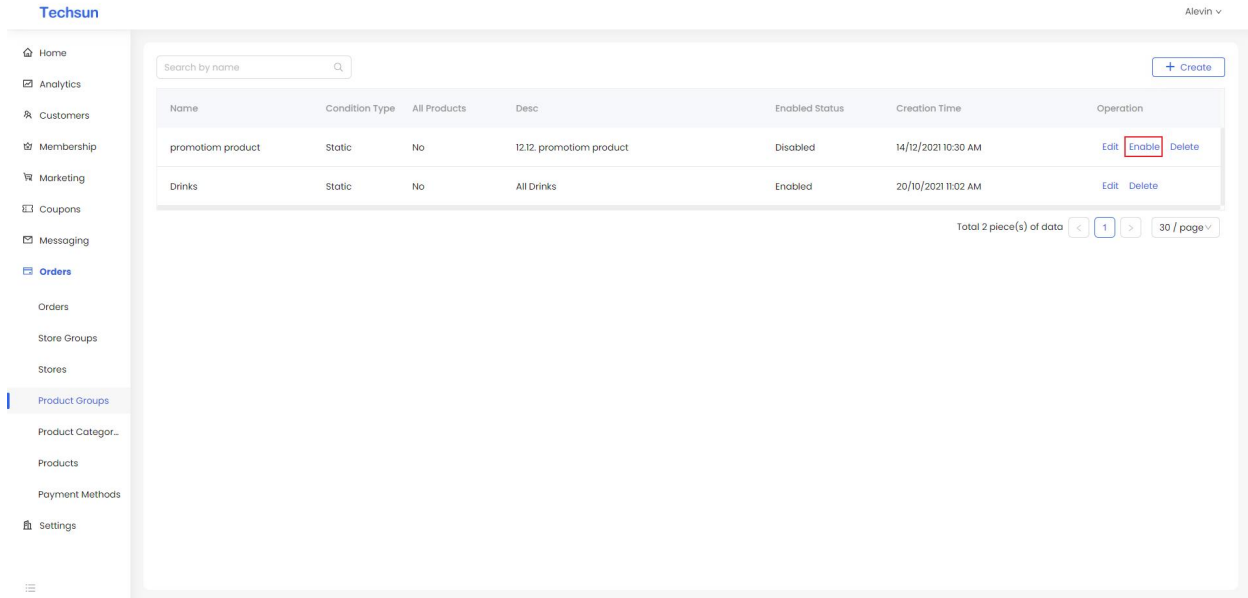 Techsun
Alevin
Home
Analytics
Customers
Membership
Marketing
Coupons
Messaging
Orders
Orders
Store Groups
Stores
Product Groups
Product Categor...
Products
Payment Methods
Settings
Search by name
+ Create
Name Condition Type All Products Desc Enabled Status Creation Time Operation
promotiom product Static No 12.12. promotiom product Disabled 14/12/2021 10:30 AM Edit Enable Delete
Drinks Static No All Drinks Enabled 20/10/2021 11:02 AM Edit Delete
Total 2 piece(s) of data < 1 > 30 / page